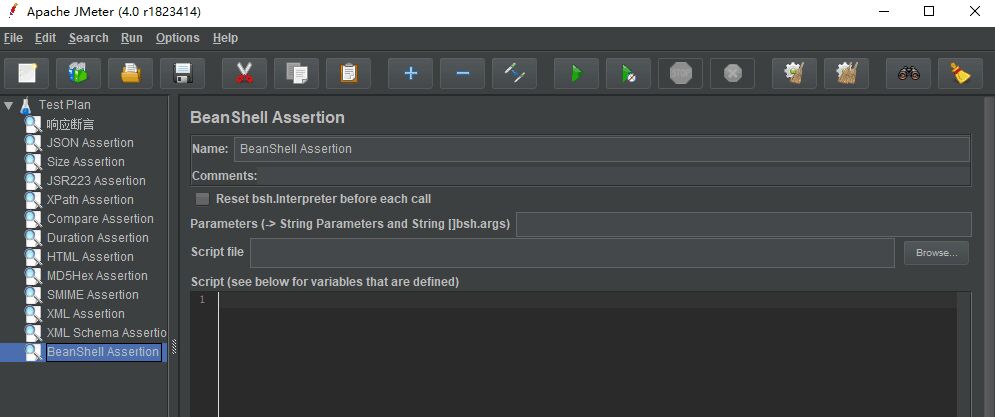 Apache JMeter (4.0 r1823414)
File Edit Search Run Options Help
STOP
Test Plan
响应断言
JSON Assertion
Size Assertion
JSR223 Assertion
XPath Assertion
Compare Assertion
Duration Assertion
HTML Assertion
MD5Hex Assertion
SMIME Assertion
XML Assertion
XML Schema Assertio
BeanShell Assertion
BeanShell Assertion
Name: BeanShell Assertion
Comments:
Reset bsh.Interpreter before each call
Parameters (-> String Parameters and String []bsh.args)
Script file Browse...
Script (see below for variables that are defined)
1